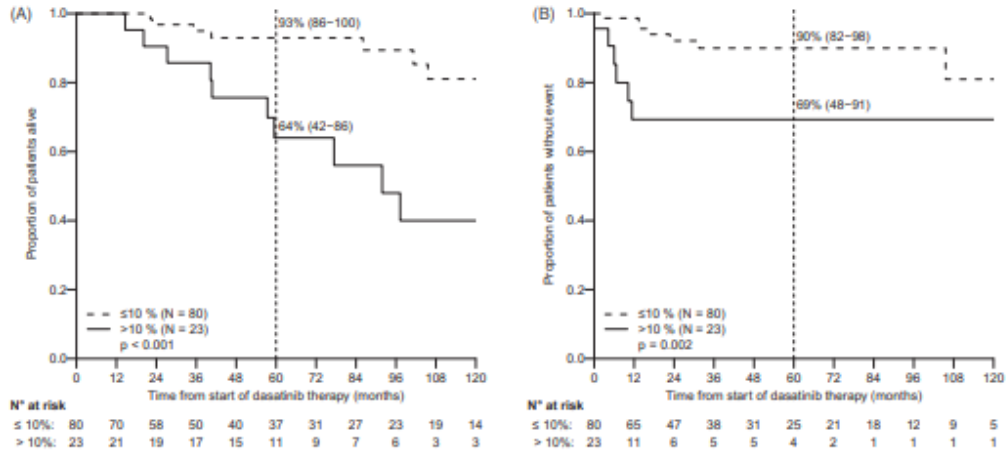 (A)
1.0
0.8
0.6
0.4
0.2
0.0
Proportion of patients alive
93% (86–100)
64% (42–86)
≤10 % (N = 80)
>10 % (N = 23)
p < 0.001
0 12 24 36 48 60 72 84 96 108 120
Time from start of dasatinib therapy (months)
N° at risk
≤ 10%: 80 70 58 50 40 37 31 27 23 19 14
> 10%: 23 21 19 17 15 11 9 7 6 3 3
(B)
1.0
0.8
0.6
0.4
0.2
0.0
Proportion of patients without event
90% (82–98)
69% (48–91)
≤10 % (N = 80)
>10 % (N = 23)
p = 0.002
0 12 24 36 48 60 72 84 96 108 120
Time from start of dasatinib therapy (months)
N° at risk
≤ 10%: 80 65 47 38 31 25 21 18 12 9 5
> 10%: 23 11 6 5 5 4 2 1 1 1 1